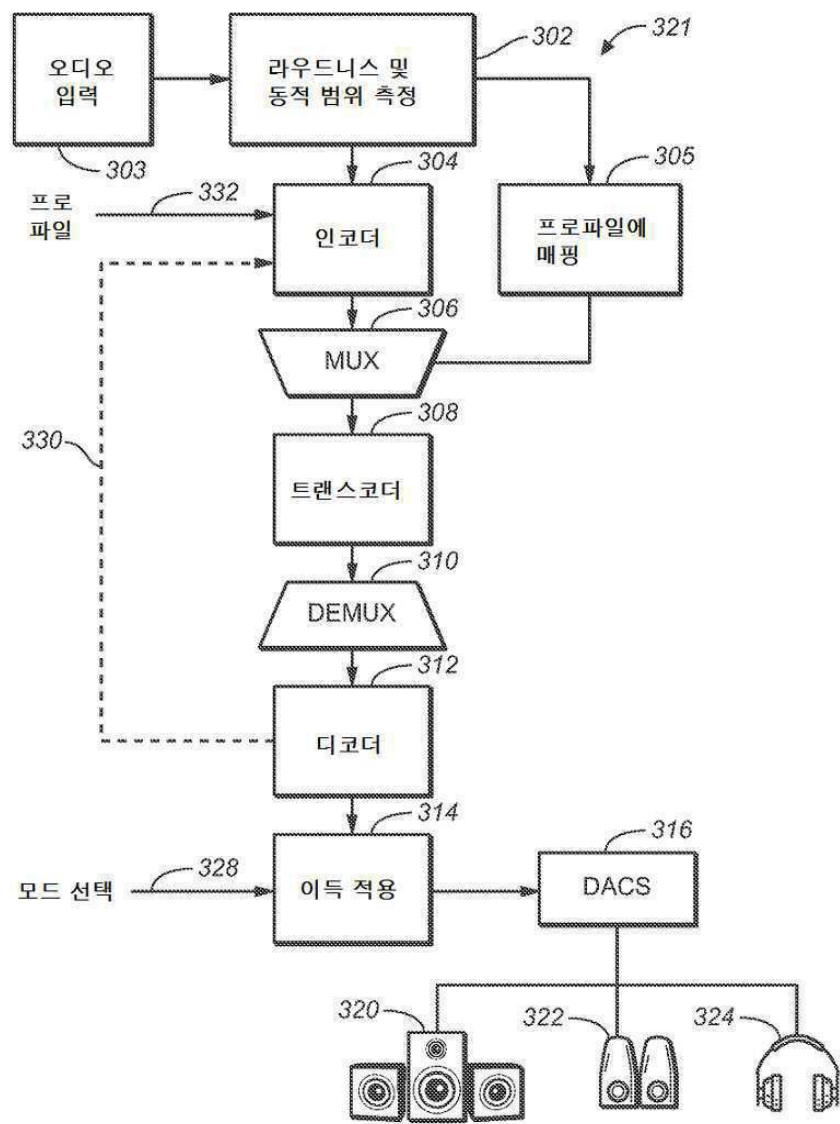 302
321
오디오
입력
라우드니스 및
동적 범위 측정
303
304
305
프로
파일
332
인코더
프로파일에
매핑
306
MUX
308
330
트랜스코더
310
DEMUX
312
디코더
314
316
모드 선택
328
이득 적용
DACS
320
322
324